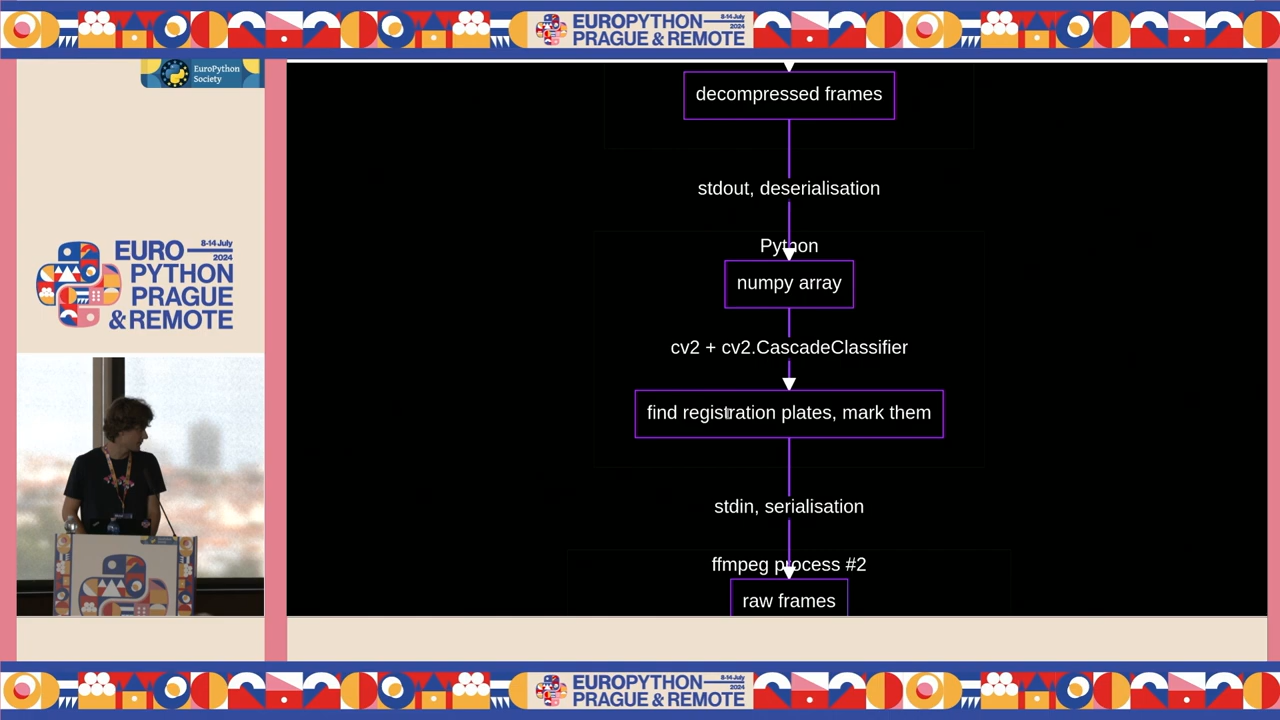 EUROPYTHON
8-14 July
2024
PRAGUE & REMOTE
EuroPython
Society
EURO
8-14 July
2024
PYTHON
PRAGUE
& REMOTE
decompressed frames
stdout, deserialisation
Python
numpy array
cv2 + cv2.CascadeClassifier
find registration plates, mark them
stdin, serialisation
ffmpeg process #2
raw frames
EUROPYTHON
8-14 July
2024
PRAGUE & REMOTE